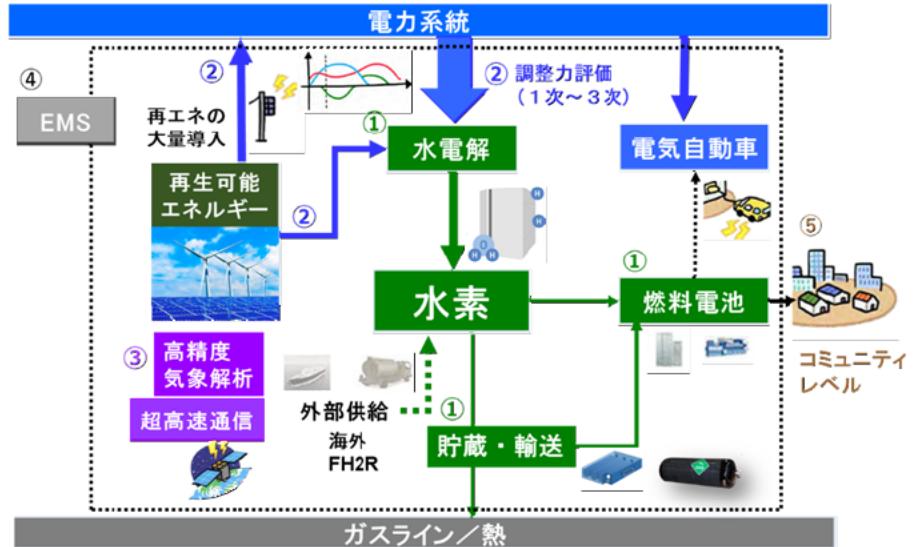 電力系統
④
EMS
②
再エネの
大量導入
② 調整力評価
（１次～３次）
①
水電解
電気自動車
再生可能
エネルギー
②
H
H
O
H H
⑤
①
水素
燃料電池
コミュニティ
レベル
③ 高精度
気象解析
超高速通信
外部供給
海外
FH2R
①
貯蔵・輸送
ガスライン／熱